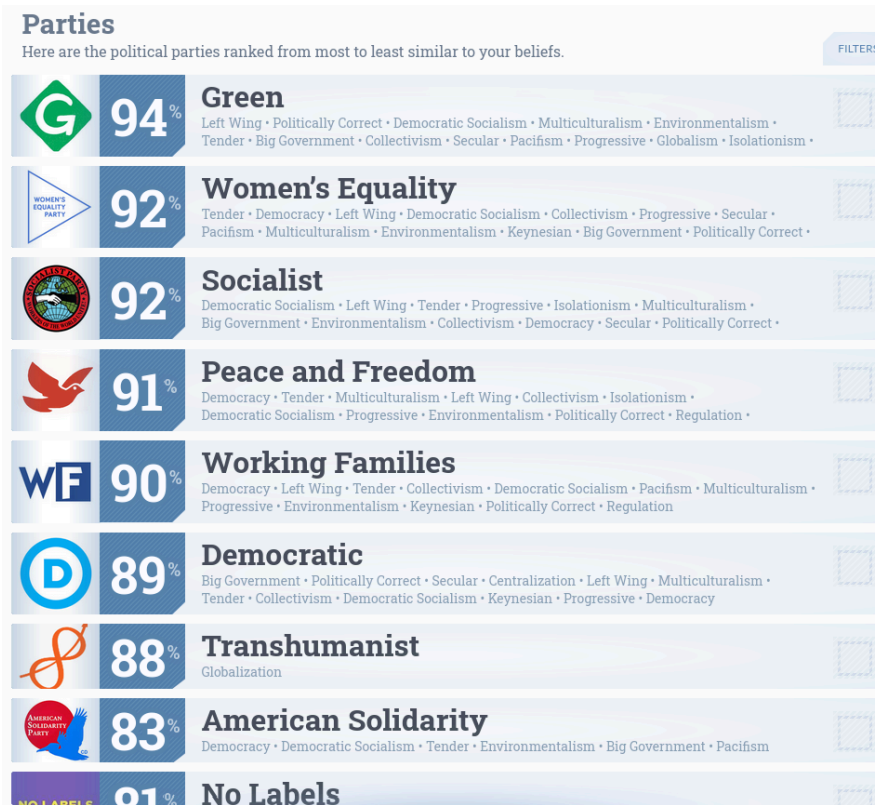 Parties
Here are the political parties ranked from most to least similar to your beliefs.
FILTERS
G
94%
Green
Left Wing • Politically Correct • Democratic Socialism • Multiculturalism • Environmentalism •
Tender • Big Government • Collectivism • Secular • Pacifism • Progressive • Globalism • Isolationism •
WOMEN'S
EQUALITY
PARTY
92%
Women's Equality
Tender • Democracy • Left Wing • Democratic Socialism • Collectivism • Progressive • Secular •
Pacifism • Multiculturalism • Environmentalism • Keynesian • Big Government • Politically Correct •
SOCIALIST PARTY
92%
Socialist
Democratic Socialism • Left Wing • Tender • Progressive • Isolationism • Multiculturalism •
Big Government • Environmentalism • Collectivism • Democracy • Secular • Politically Correct •
91%
Peace and Freedom
Democracy • Tender • Multiculturalism • Left Wing • Collectivism • Isolationism •
Democratic Socialism • Progressive • Environmentalism • Politically Correct • Regulation •
WF
90%
Working Families
Democracy • Left Wing • Tender • Collectivism • Democratic Socialism • Pacifism • Multiculturalism •
Progressive • Environmentalism • Keynesian • Politically Correct • Regulation
D
89%
Democratic
Big Government • Politically Correct • Secular • Centralization • Left Wing • Multiculturalism •
Tender • Collectivism • Democratic Socialism • Keynesian • Progressive • Democracy
88%
Transhumanist
Globalization
AMERICAN
SOLIDARITY
PARTY
83%
American Solidarity
Democracy • Democratic Socialism • Tender • Environmentalism • Big Government • Pacifism
NO LABELS
81%
No Labels